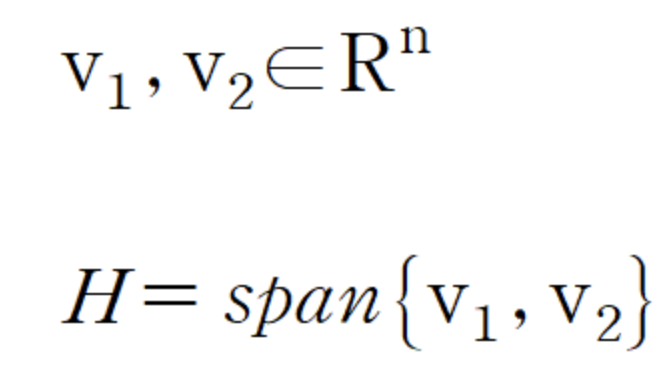 v₁, v₂∈Rⁿ
H= span{v₁, v₂}